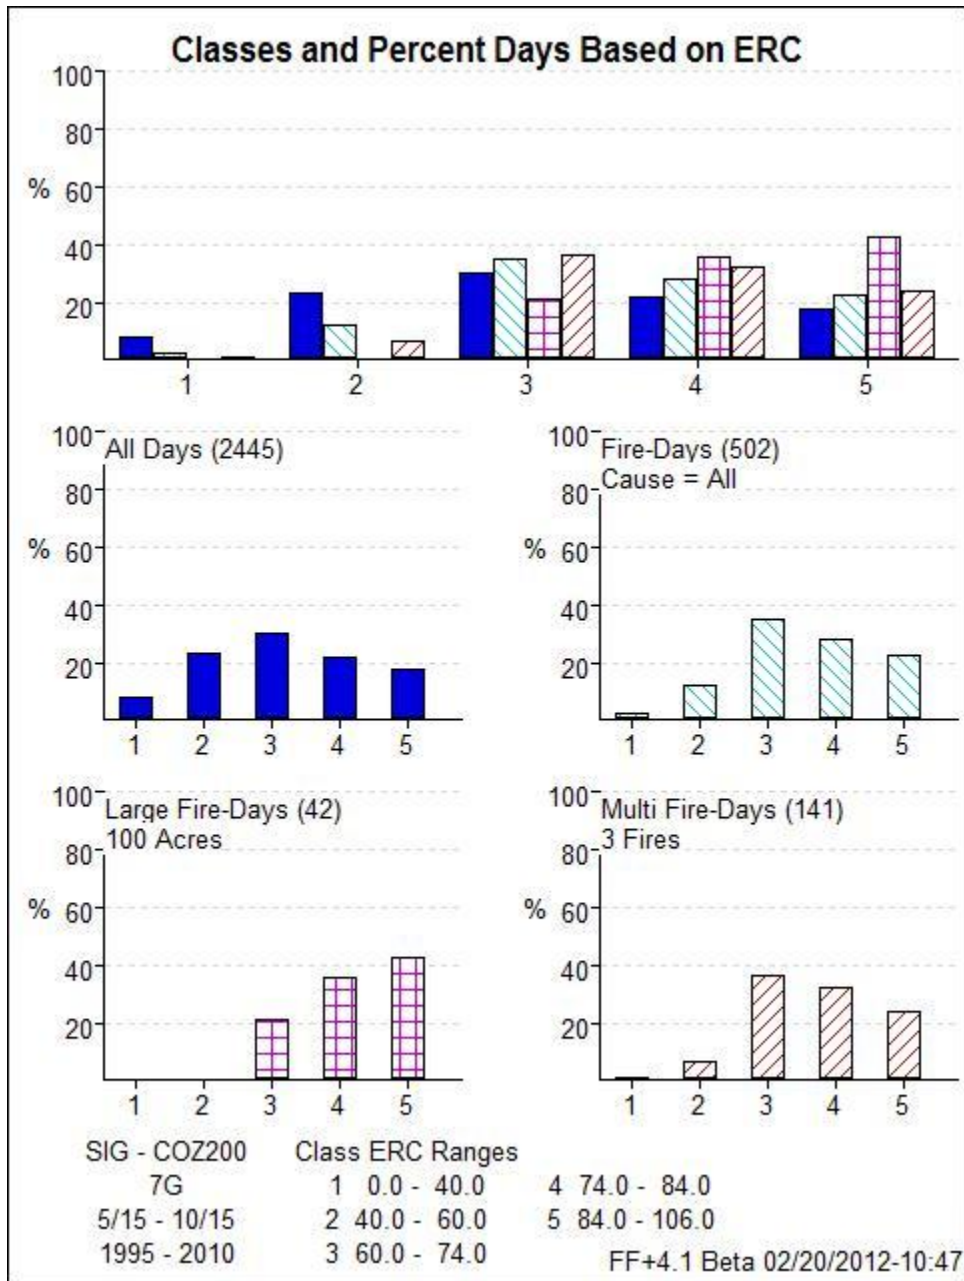 Classes and Percent Days Based on ERC
100
80
% 60
40
20
1 2 3 4 5
100 All Days (2445)
80
% 60
40
20
1 2 3 4 5
100 Fire-Days (502)
80 Cause = All
% 60
40
20
1 2 3 4 5
100 Large Fire-Days (42)
80 100 Acres
% 60
40
20
1 2 3 4 5
100 Multi Fire-Days (141)
80 3 Fires
% 60
40
20
1 2 3 4 5
SIG - COZ200
7G
5/15 - 10/15
1995 - 2010
Class ERC Ranges
1 0.0 - 40.0
2 40.0 - 60.0
3 60.0 - 74.0
4 74.0 - 84.0
5 84.0 - 106.0
FF+4.1 Beta 02/20/2012-10:47